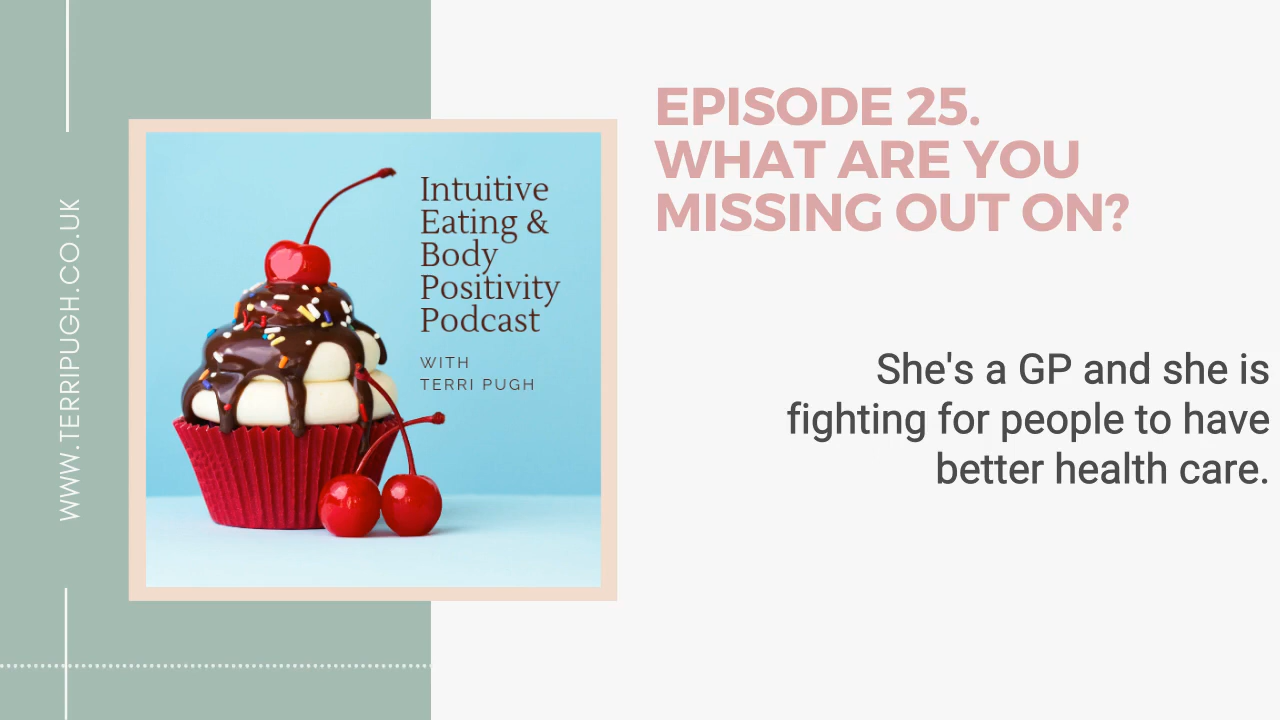 WWW.TERRIPUGH.CO.UK
Intuitive
Eating &
Body
Positivity
Podcast
WITH
TERRI PUGH
EPISODE 25.
WHAT ARE YOU
MISSING OUT ON?
She's a GP and she is
fighting for people to have
better health care.